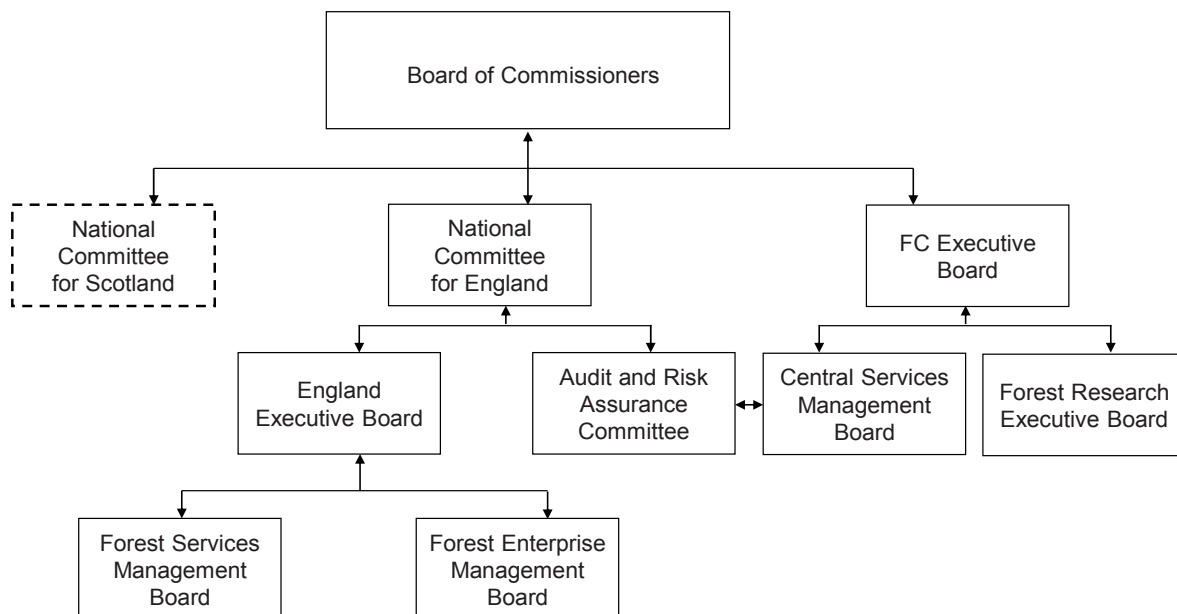 Board of Commissioners
National
Committee
for Scotland
National
Committee
for England
FC Executive
Board
England
Executive Board
Audit and Risk
Assurance
Committee
Central Services
Management
Board
Forest Research
Executive Board
Forest Services
Management
Board
Forest Enterprise
Management
Board